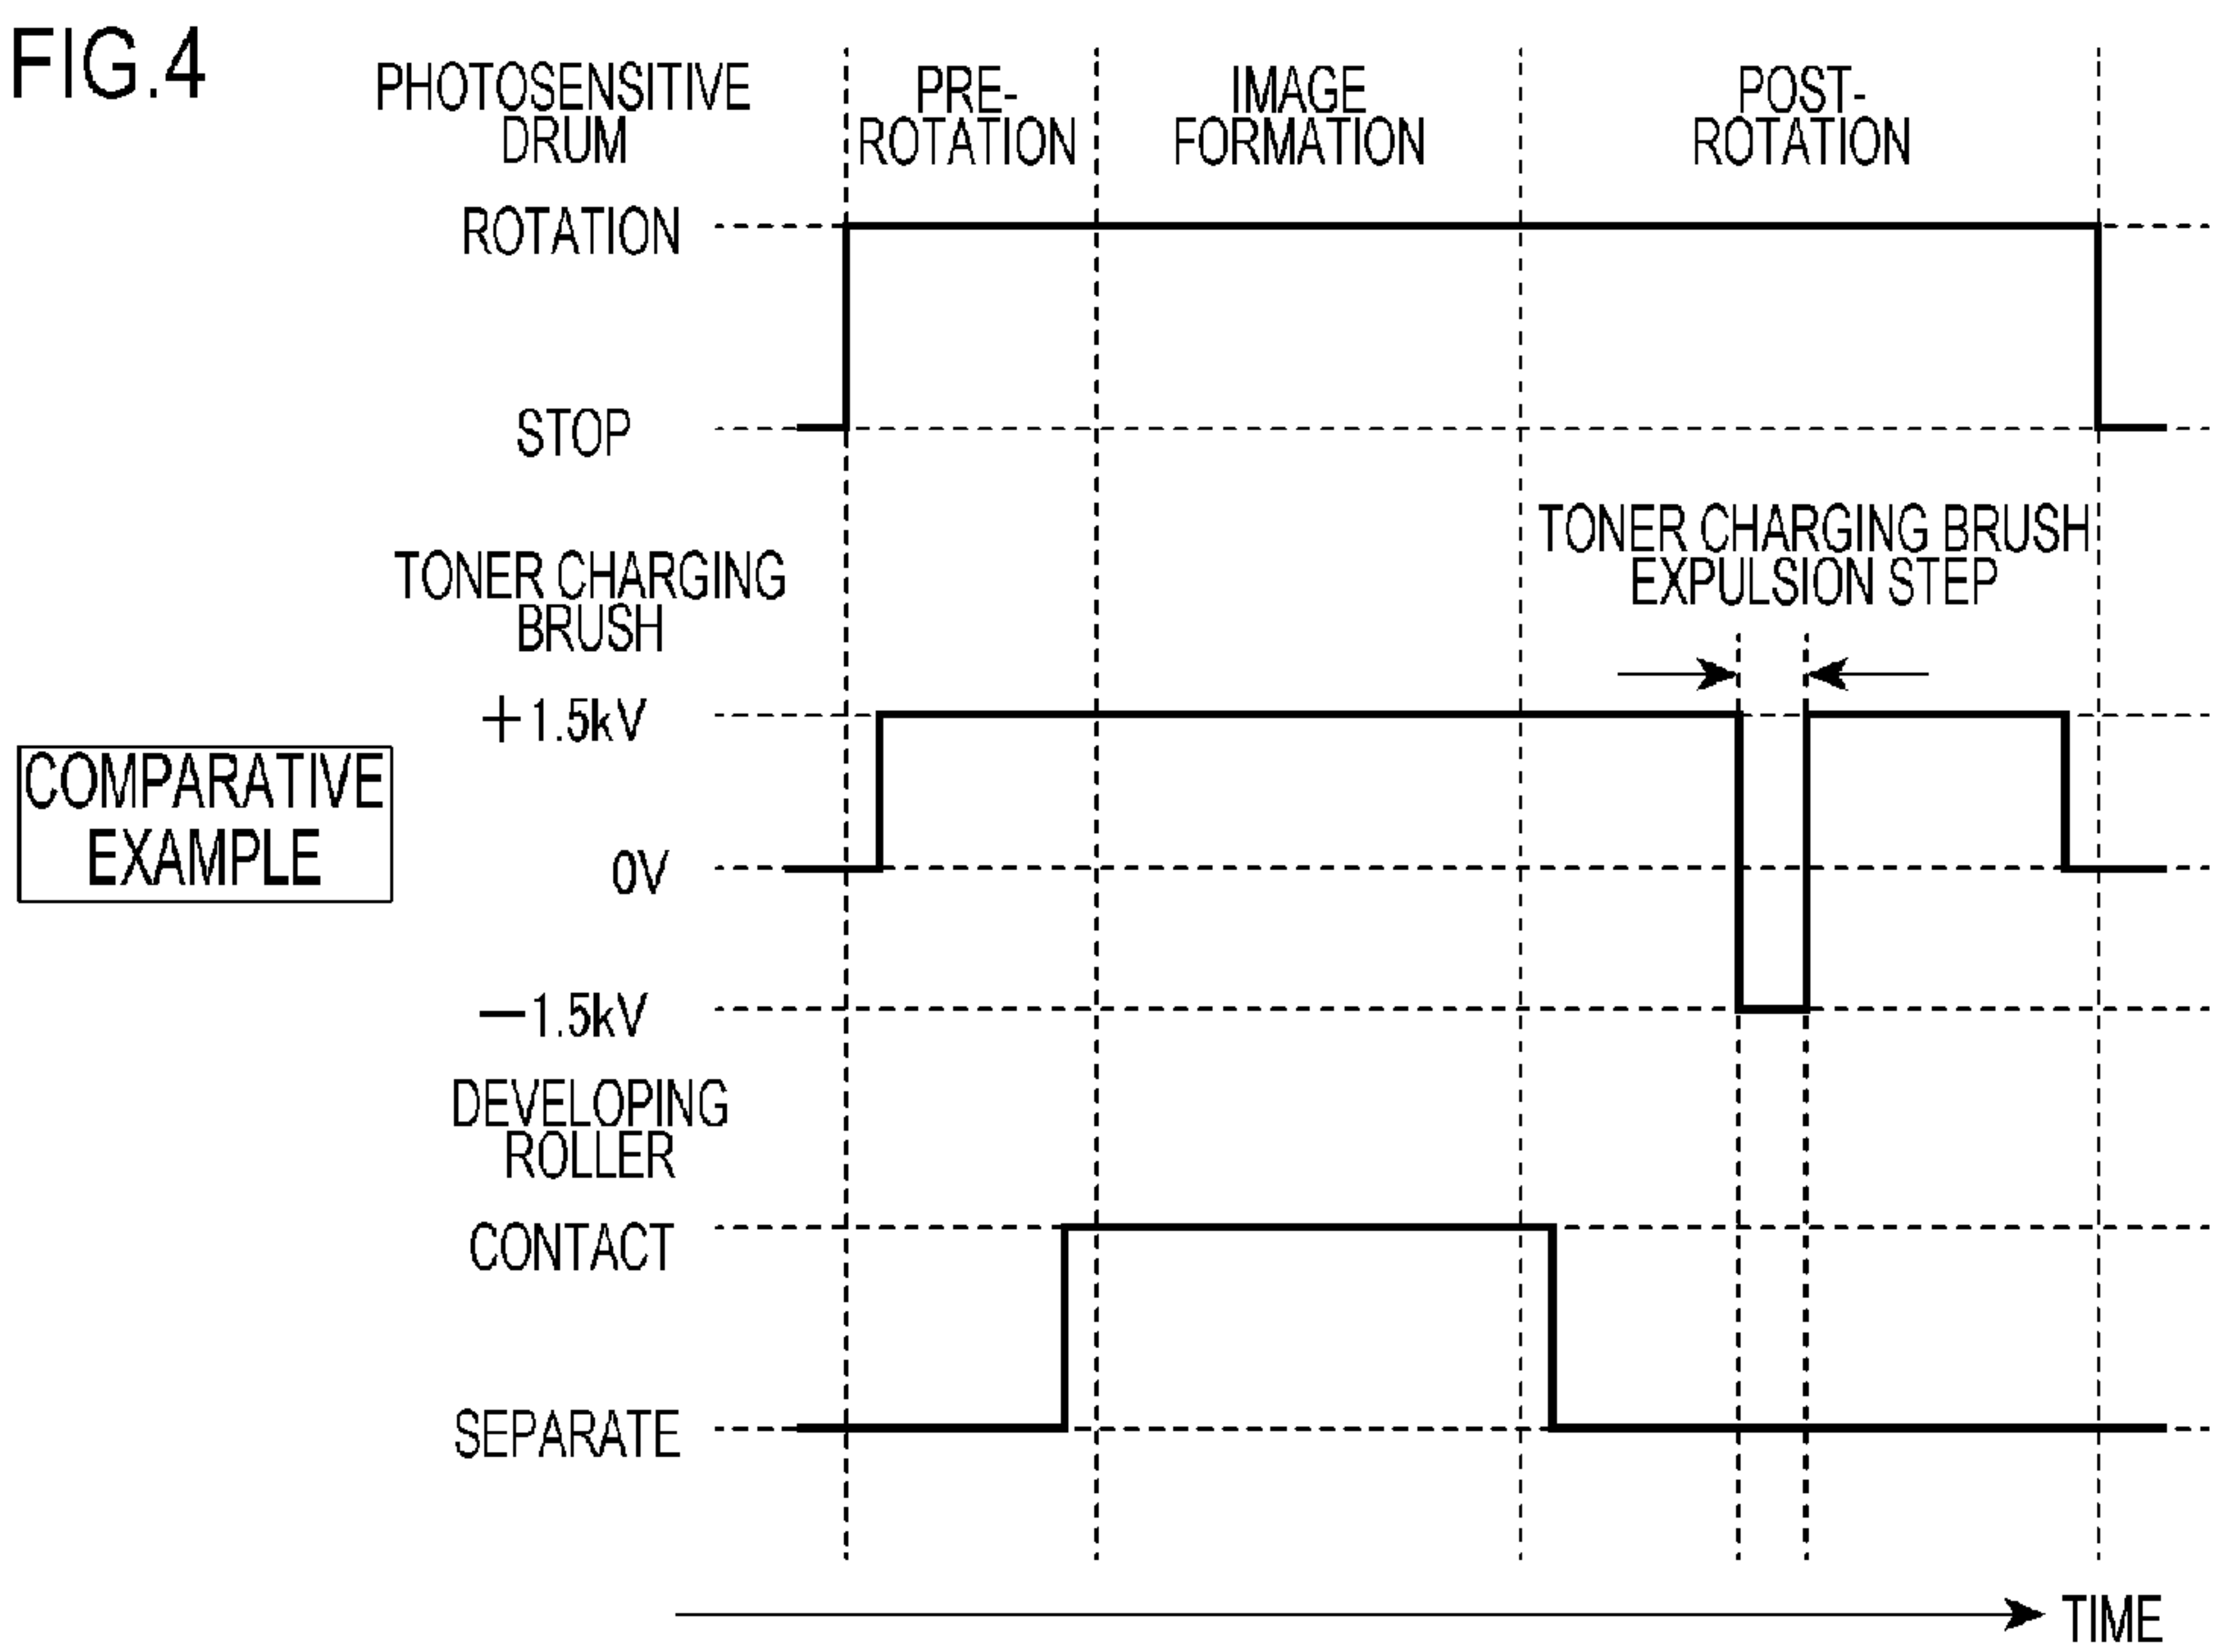 FIG.4
PHOTOSENSITIVE
DRUM
PRE-
ROTATION
IMAGE
FORMATION
POST-
ROTATION
ROTATION
STOP
TONER CHARGING
BRUSH
TONER CHARGING BRUSH
EXPULSION STEP
+1.5kV
COMPARATIVE
EXAMPLE
0V
−1.5kV
DEVELOPING
ROLLER
CONTACT
SEPARATE
TIME